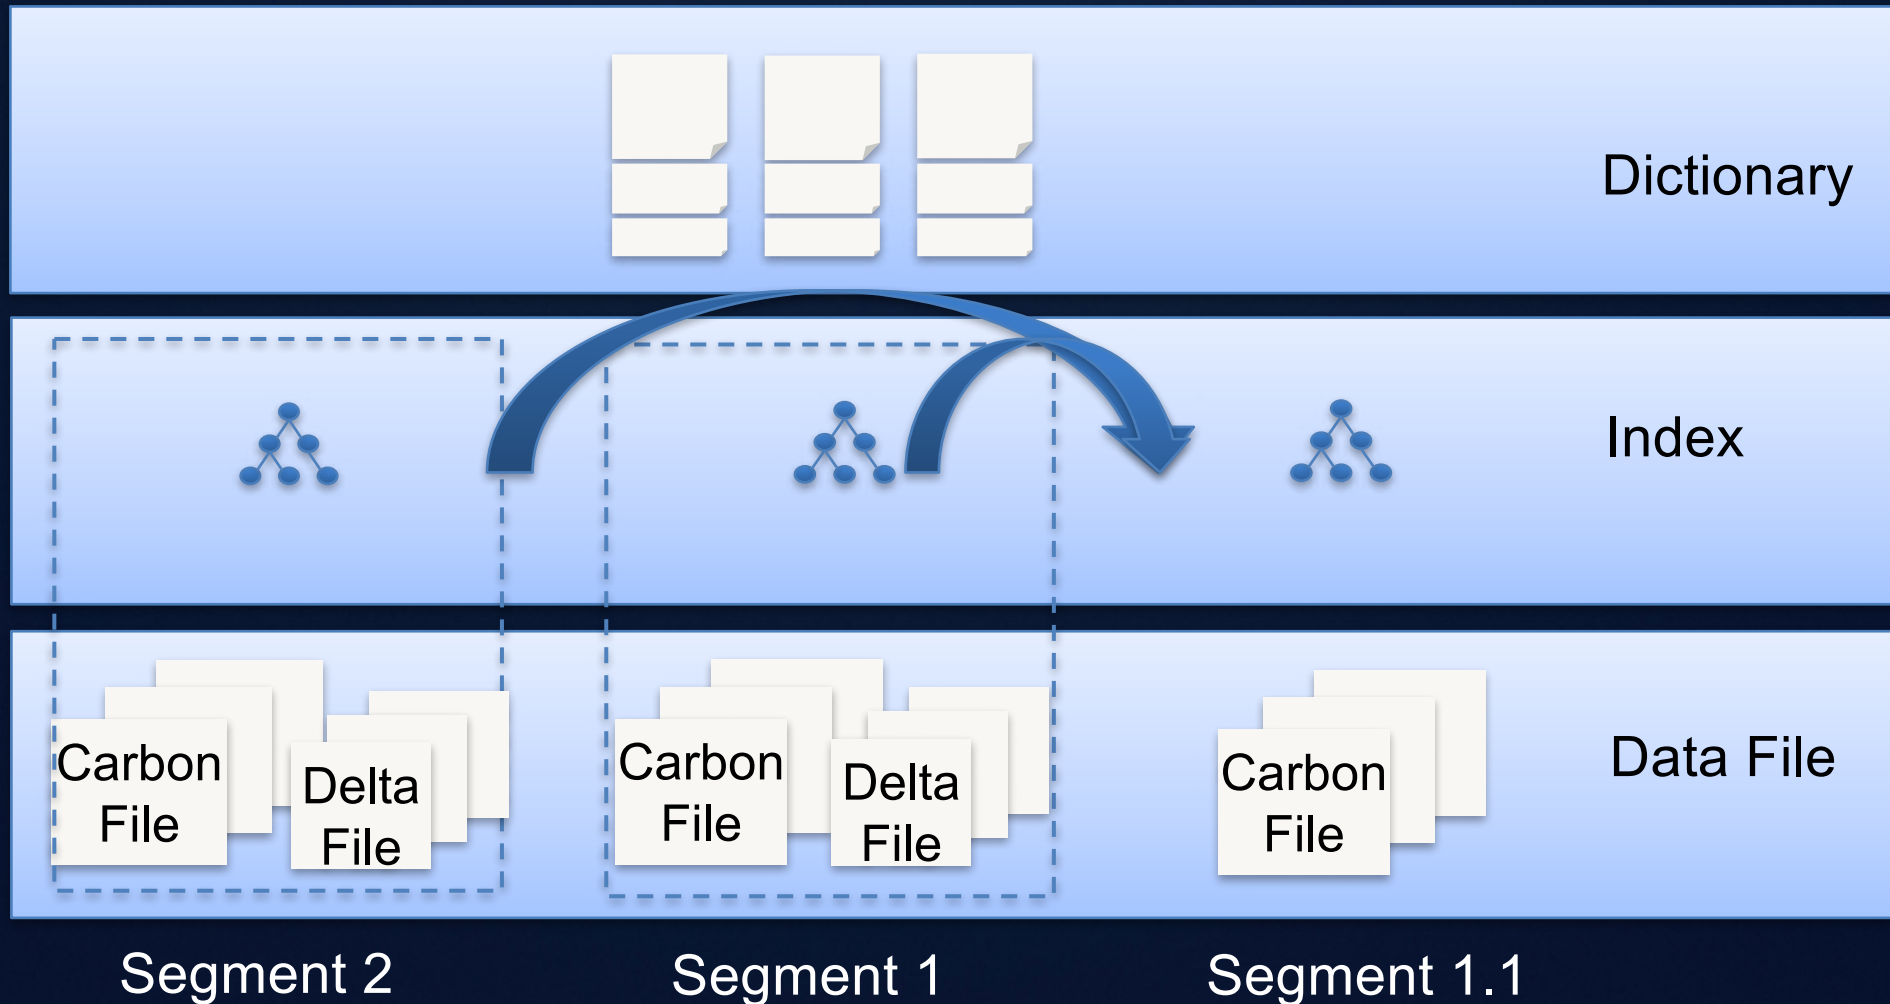 Dictionary
Index
Carbon
File
Delta
File
Carbon
File
Delta
File
Carbon
File
Data File
Segment 2
Segment 1
Segment 1.1